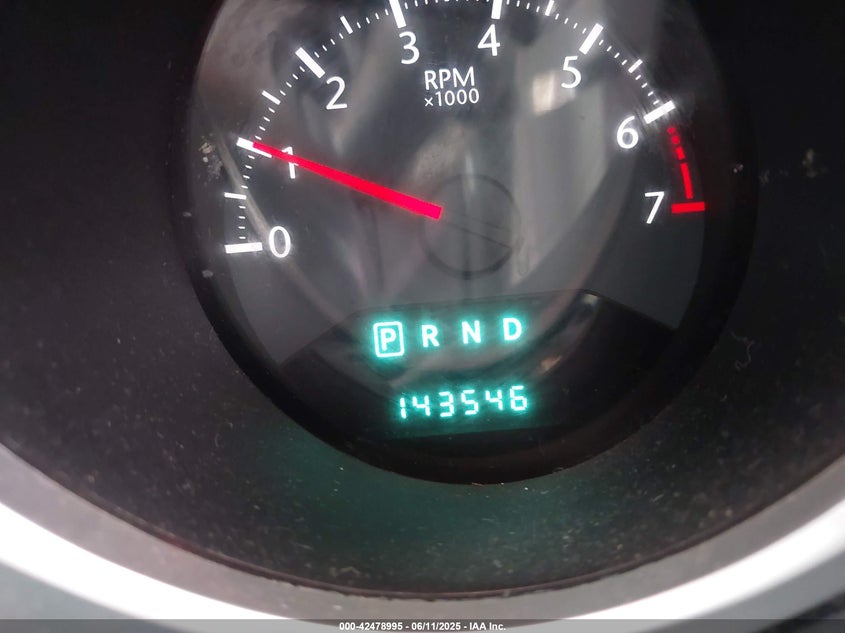 0 1 2 3 4 5 6 7
RPM
×1000
P R N D
143546
000-42478995 - 06/11/2025 - IAA Inc.